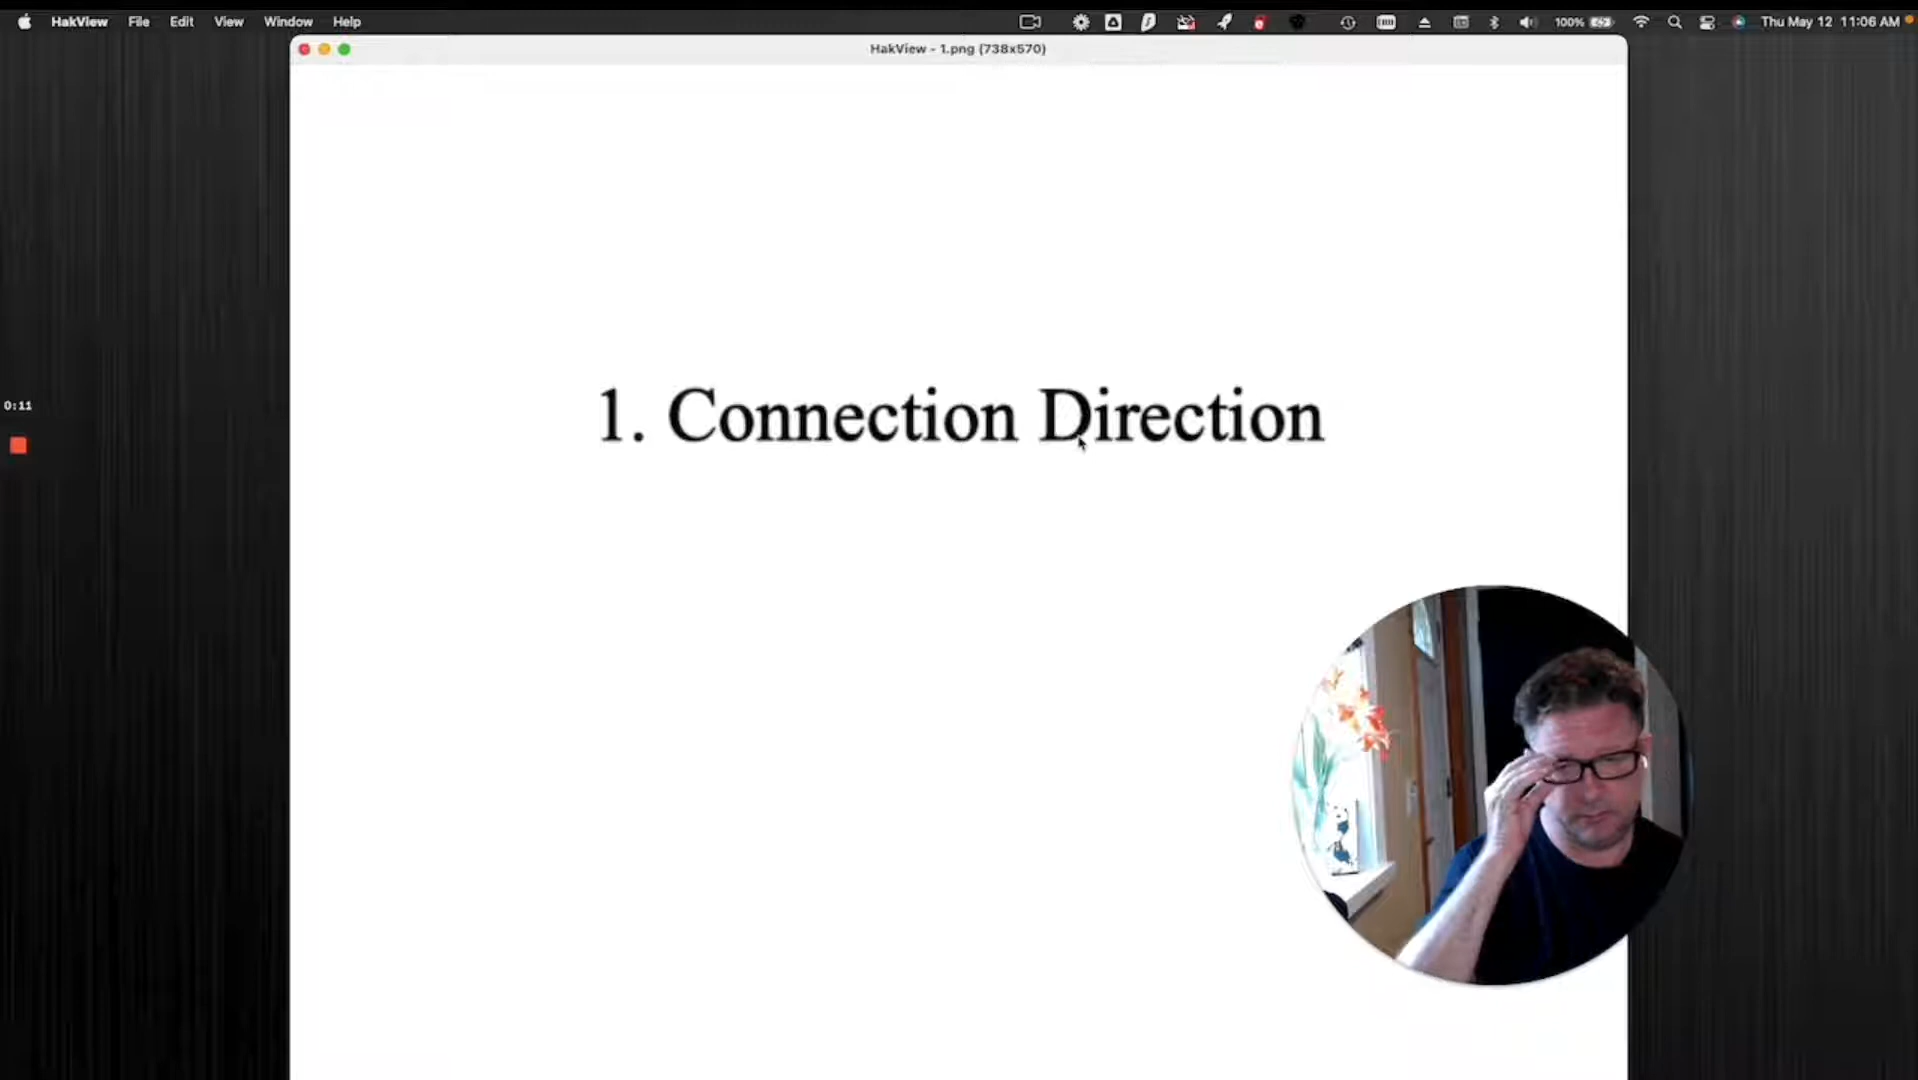 HakView File Edit View Window Help 100% Thu May 12 11:06 AM
HakView - 1.png (738x570)
1. Connection Direction
0:11